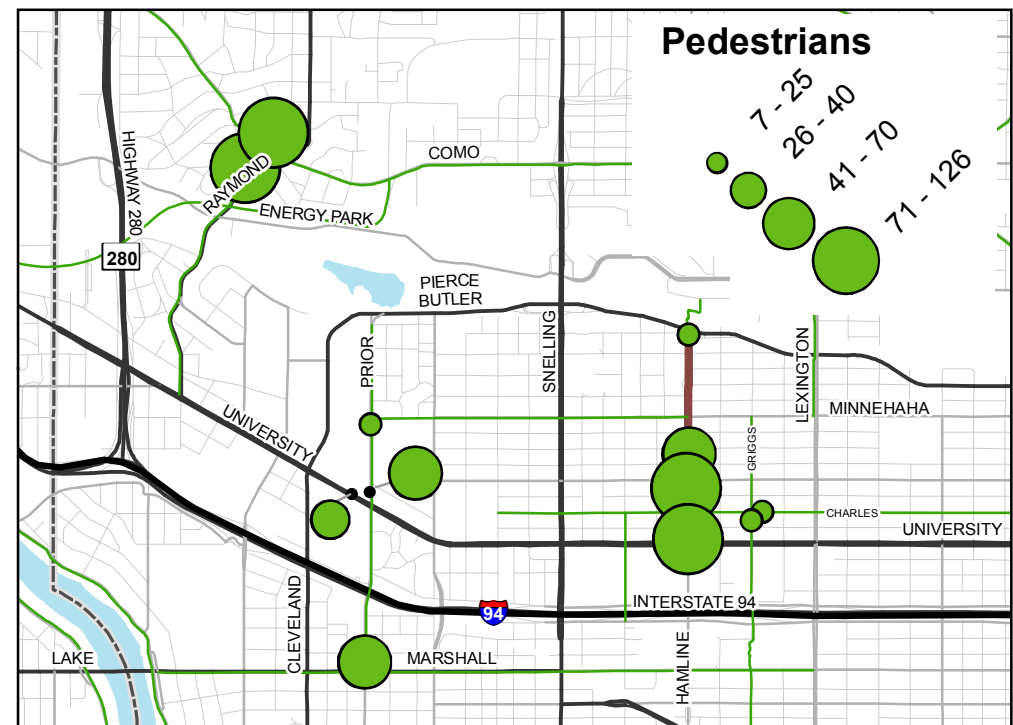 Pedestrians
7 - 25
26 - 40
41 - 70
71 - 126
HIGHWAY 280
COMO
RAYMOND
ENERGY PARK
280
PIERCE
BUTLER
SNELLING
PRIOR
LEXINGTON
MINNEHAHA
UNIVERSITY
GRIGGS
CHARLES
UNIVERSITY
CLEVELAND
INTERSTATE 94
94
LAKE
MARSHALL
HAMLINE